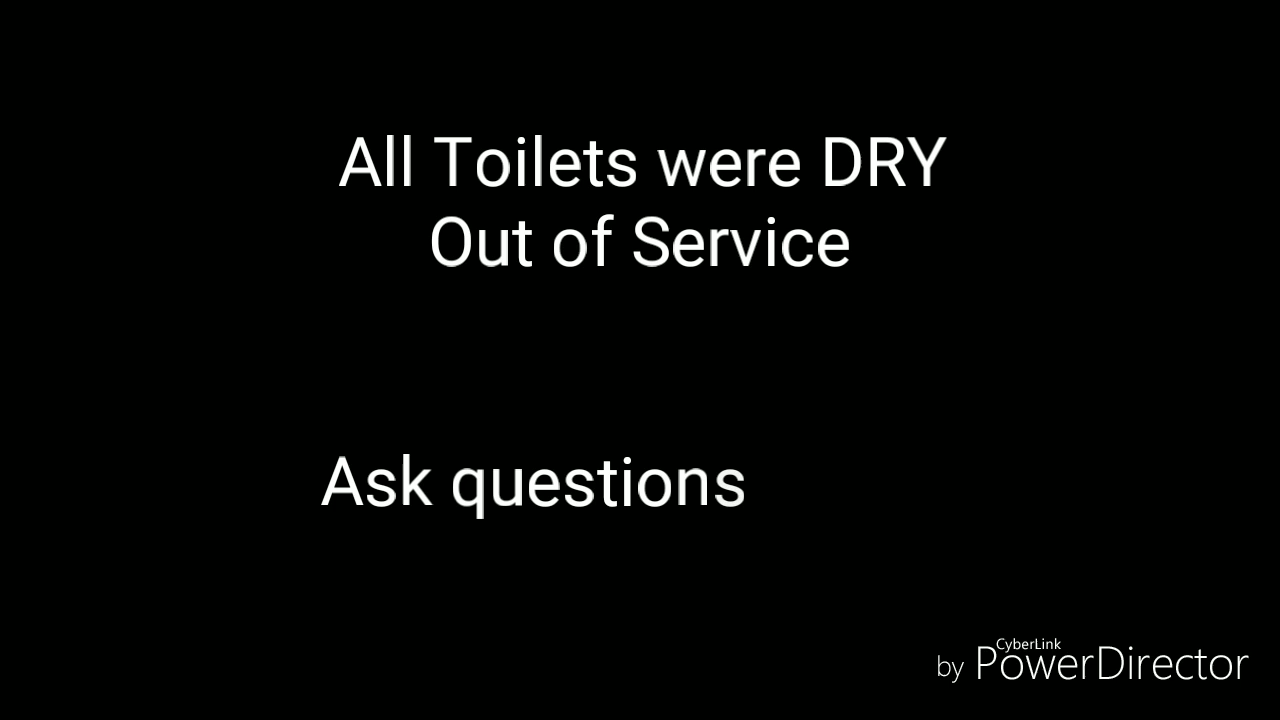 All Toilets were DRY
Out of Service
Ask questions
CyberLink
by PowerDirector